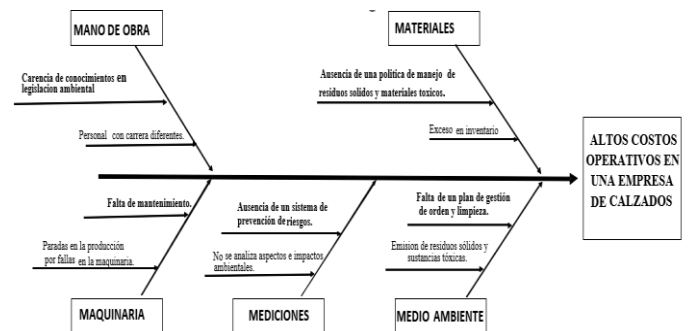 MANO DE OBRA
MATERIALES
Carencia de conocimientos en
legislacion ambiental
Personal con carrera diferentes.
Ausencia de una politica de manejo de
residuos solidos y materiales toxicos.
Exceso en inventario
ALTOS COSTOS
OPERATIVOS EN
UNA EMPRESA
DE CALZADOS
Falta de mantenimiento.
Paradas en la producción
por fallas en la maquinaria.
Ausencia de un sistema de
prevención de riesgos.
No se analiza aspectos e impactos
ambientales.
Falta de un plan de gestión
de orden y limpieza.
Emision de residuos sólidos y
sustancias tóxicas.
MAQUINARIA
MEDICIONES
MEDIO AMBIENTE